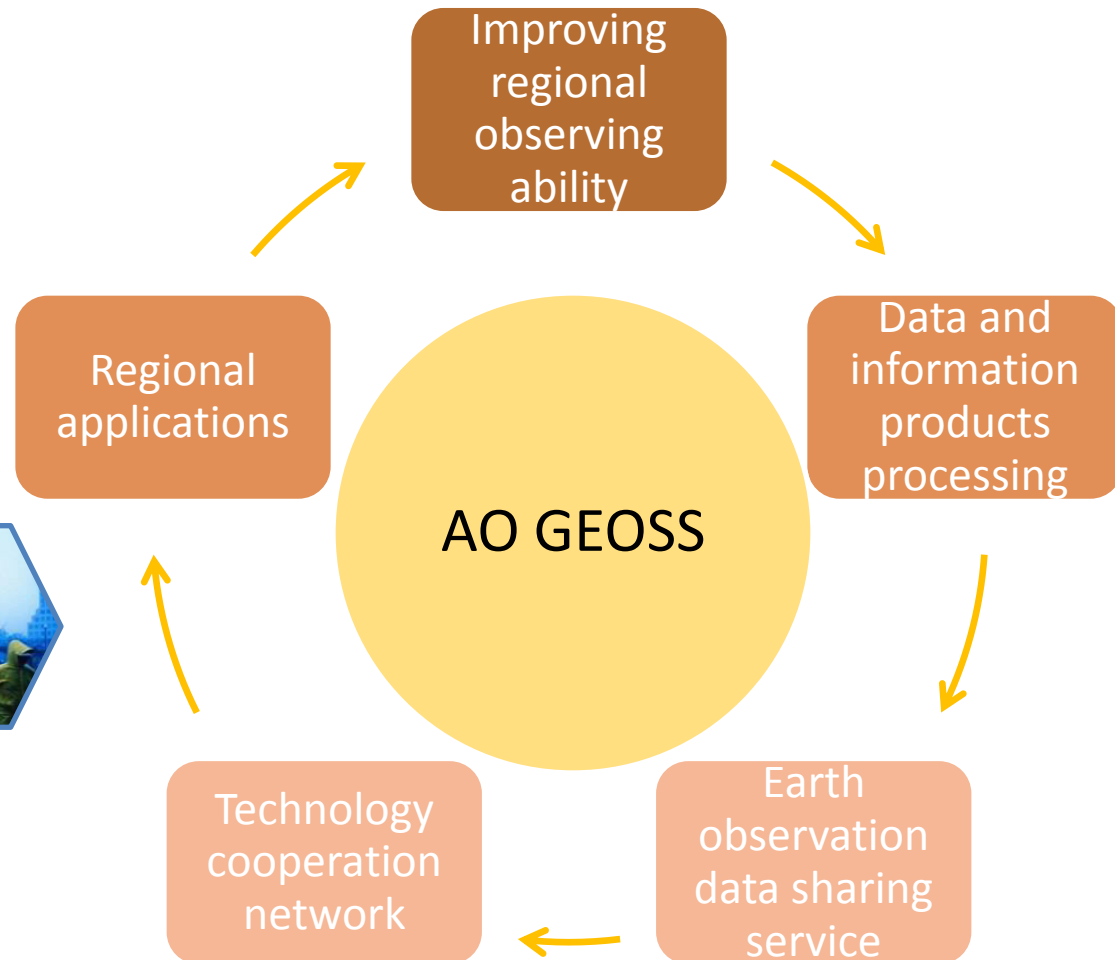 Improving
regional
observing
ability
Data and
information
products
processing
Regional
applications
AO GEOSS
Technology
cooperation
network
Earth
observation
data sharing
service